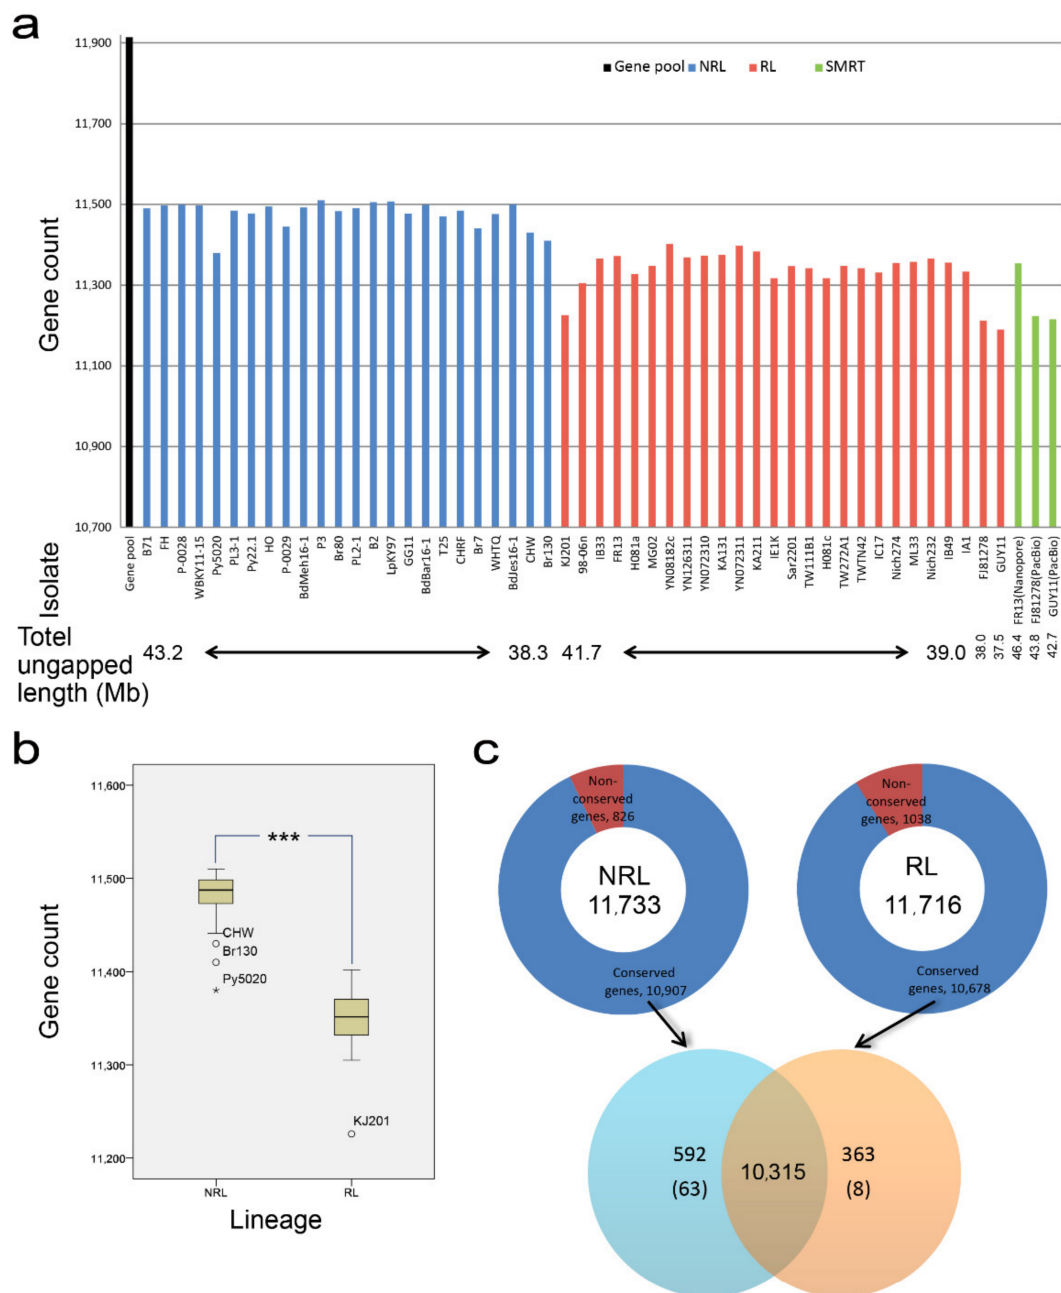 a
11,900
11,700
11,500
11,300
11,100
10,900
10,700
Gene count
Gene pool NRL RL SMRT
Isolate
Gene pool
B71
FH
P-0028
WBKY11-15
Py5020
PL3-1
Py22.1
HO
P-0029
BdMeh16-1
P3
Br80
PL2-1
B2
LpKY97
GG11
BdBar16-1
T25
CHRF
Br7
WHTQ
BdJes16-1
CHW
Br130
KJ201
98-06n
IB33
FR13
H081a
MG02
YN08182c
YN126311
YN072310
KA131
YN072311
KA211
IE1K
Sar2201
TW11B1
H081c
TW272A1
TWTN42
IC17
Nich274
ML33
Nich232
IB49
IA1
FJ81278
GUY11
FR13(Nanopore)
FJ81278(PacBio)
GUY11(PacBio)
Totel
ungapped
length (Mb)
43.2 38.3 41.7 39.0 38.0 37.5 46.4 43.8 42.7
b
11,600
11,500
11,400
11,300
11,200
Gene count
***
CHW
Br130
Py5020
KJ201
NRL RL
Lineage
c
Non-
conserved
genes, 826
NRL
11,733
Conserved
genes, 10,907
Non-
conserved
genes, 1038
RL
11,716
Conserved
genes, 10,678
592
(63)
10,315
363
(8)